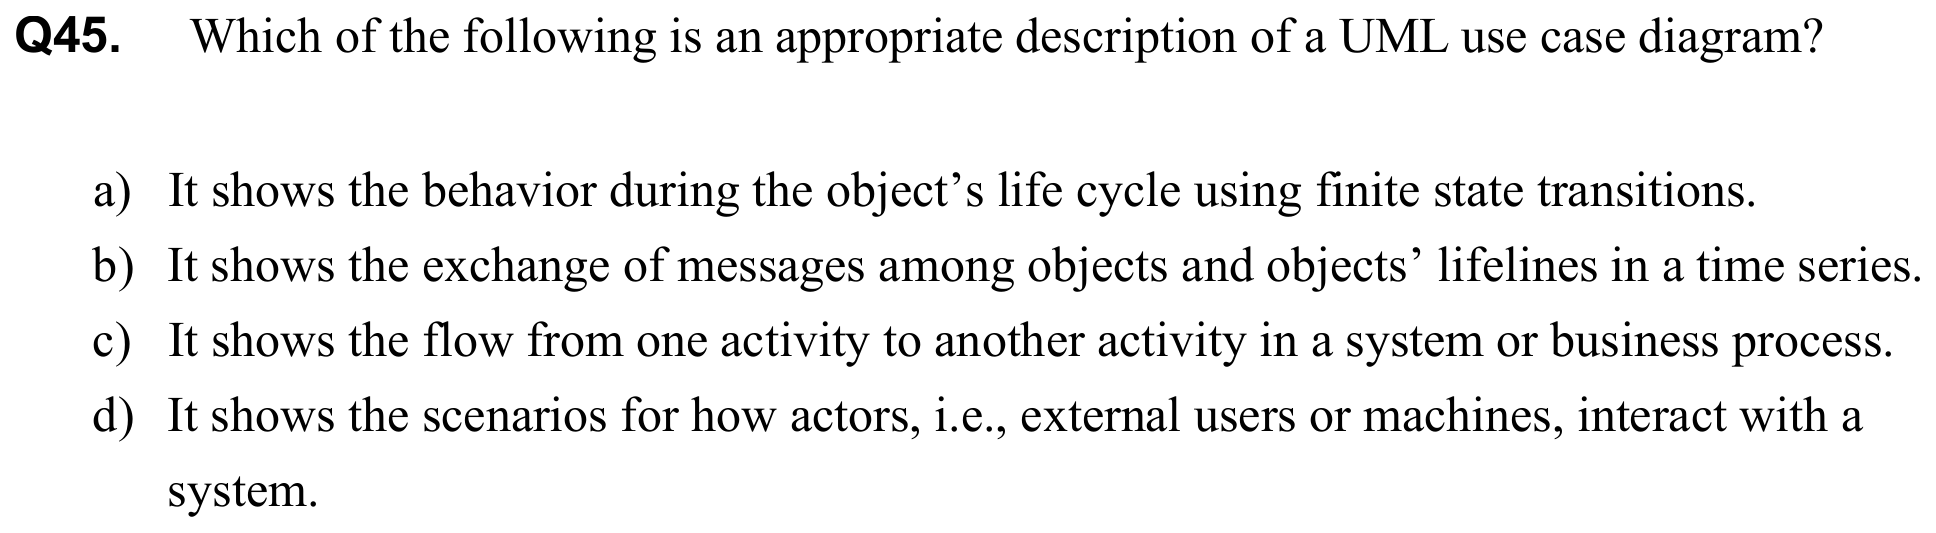 Q45. Which of the following is an appropriate description of a UML use case diagram?
a) It shows the behavior during the object’s life cycle using finite state transitions.
b) It shows the exchange of messages among objects and objects’ lifelines in a time series.
c) It shows the flow from one activity to another activity in a system or business process.
d) It shows the scenarios for how actors, i.e., external users or machines, interact with a
system.